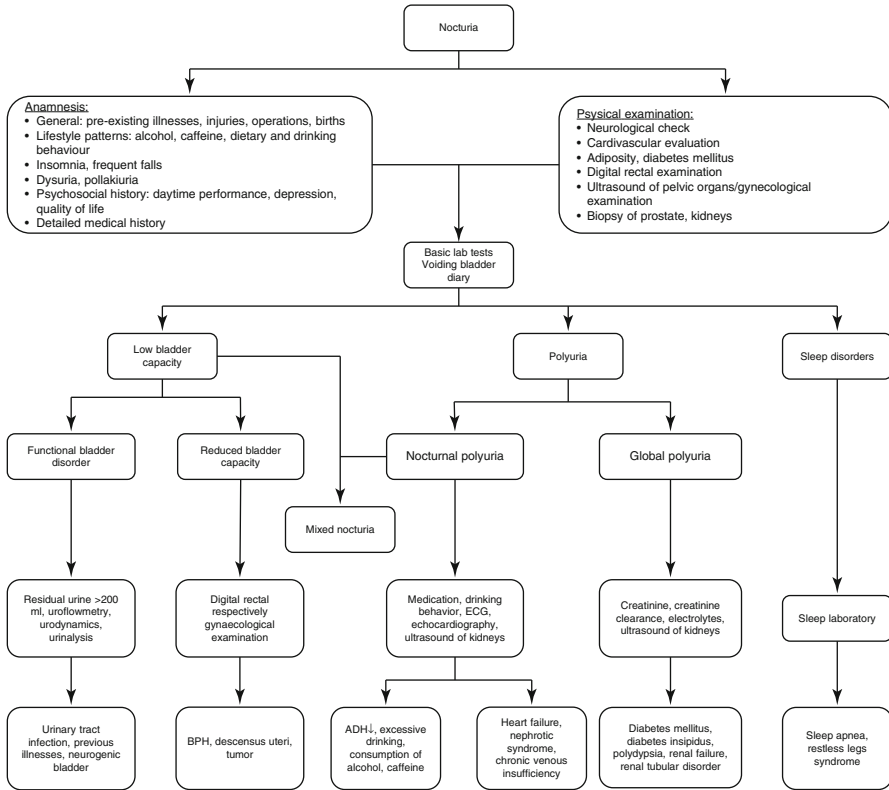 Nocturia
Anamnesis:
• General: pre-existing illnesses, injuries, operations, births
• Lifestyle patterns: alcohol, caffeine, dietary and drinking
behaviour
• Insomnia, frequent falls
• Dysuria, pollakiuria
• Psychosocial history: daytime performance, depression,
quality of life
• Detailed medical history
Psysical examination:
• Neurological check
• Cardivascular evaluation
• Adiposity, diabetes mellitus
• Digital rectal examination
• Ultrasound of pelvic organs/gynecological
examination
• Biopsy of prostate, kidneys
Basic lab tests
Voiding bladder
diary
Low bladder
capacity
Polyuria
Sleep disorders
Functional bladder
disorder
Reduced bladder
capacity
Nocturnal polyuria
Global polyuria
Mixed nocturia
Residual urine >200
ml, uroflowmetry,
urodynamics,
urinalysis
Digital rectal
respectively
gynaecological
examination
Medication, drinking
behavior, ECG,
echocardiography,
ultrasound of kidneys
Creatinine, creatinine
clearance, electrolytes,
ultrasound of kidneys
Sleep laboratory
Urinary tract
infection, previous
illnesses, neurogenic
bladder
BPH, descensus uteri,
tumor
ADH↓, excessive
drinking,
consumption of
alcohol, caffeine
Heart failure,
nephrotic
syndrome,
chronic venous
insufficiency
Diabetes mellitus,
diabetes insipidus,
polydypsia, renal failure,
renal tubular disorder
Sleep apnea,
restless legs
syndrome